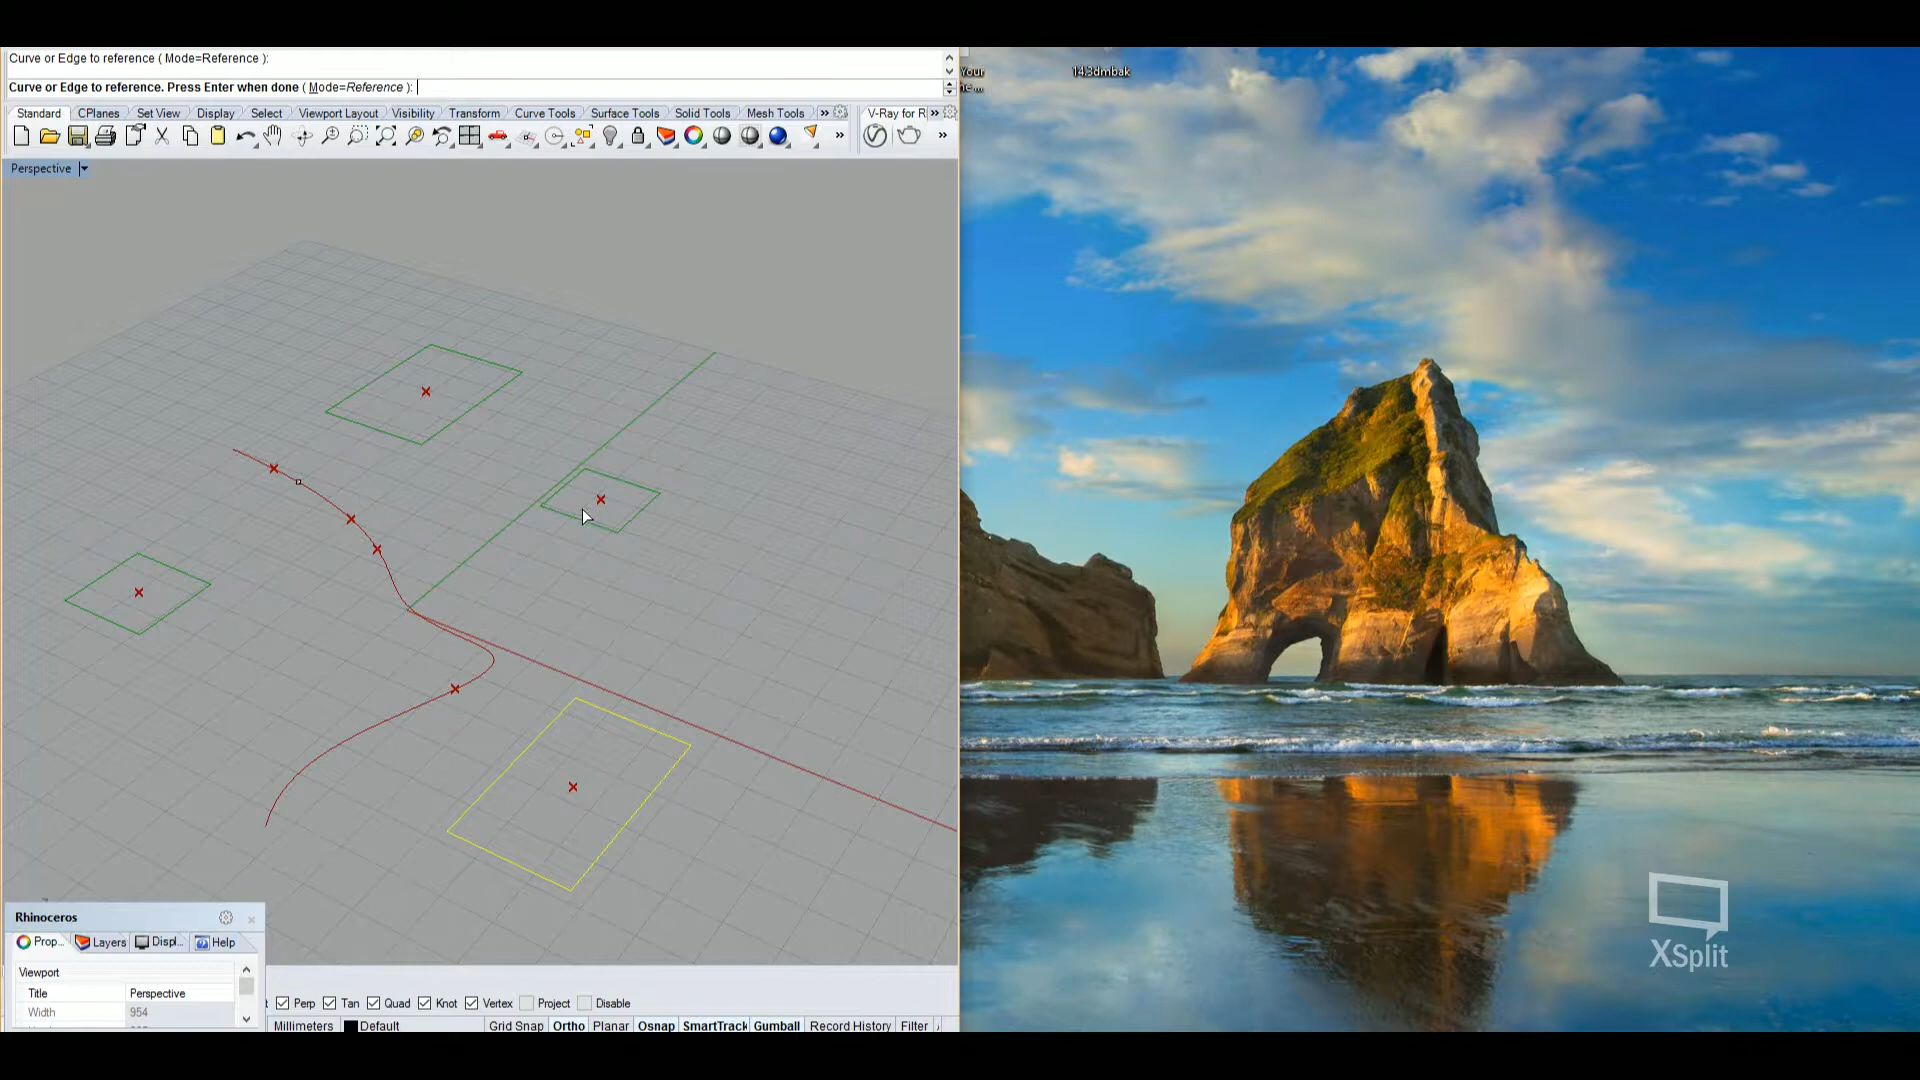 Curve or Edge to reference ( Mode=Reference ):
Curve or Edge to reference. Press Enter when done ( Mode=Reference ):
Standard CPlanes Set View Display Select Viewport Layout Visibility Transform Curve Tools Surface Tools Solid Tools Mesh Tools » V-Ray for R »
» »
Perspective
Your
14.3dmbak
Rhinoceros
Prop... Layers Displ... Help
Viewport
Title Perspective
Width 954
Perp Tan Quad Knot Vertex Project Disable
Millimeters Default Grid Snap Ortho Planar Osnap SmartTrack Gumball Record History Filter
XSplit